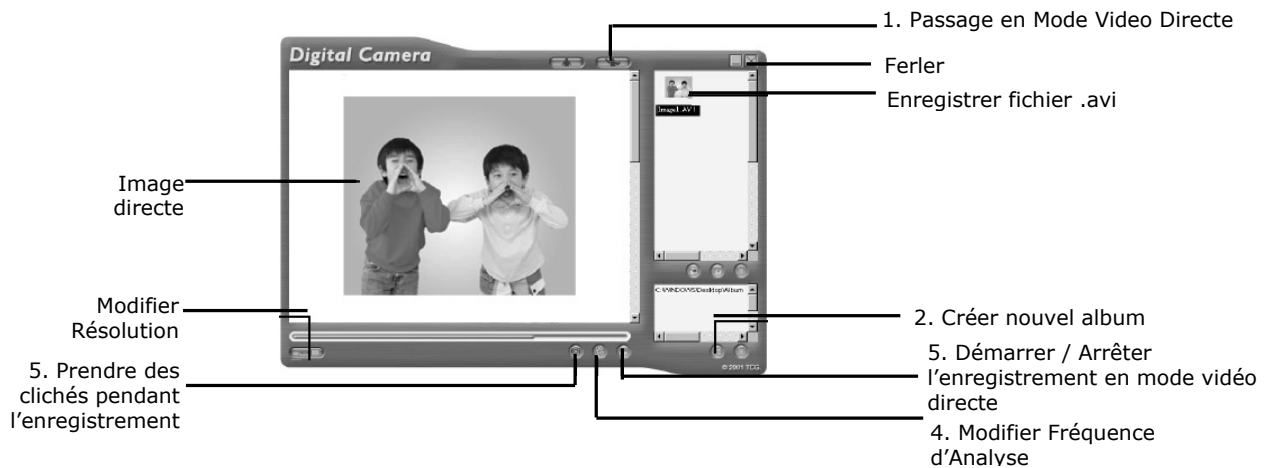 1. Passage en Mode Video Directe
Digital Camera
Ferler
Enregistrer fichier .avi
Image1.AVI
Image
directe
C:\WINDOWS\Desktop\Album
Modifier
Résolution
2. Créer nouvel album
5. Prendre des
clichés pendant
l’enregistrement
© 2001 TCG
5. Démarrer / Arrêter
l’enregistrement en mode vidéo
directe
4. Modifier Fréquence
d’Analyse